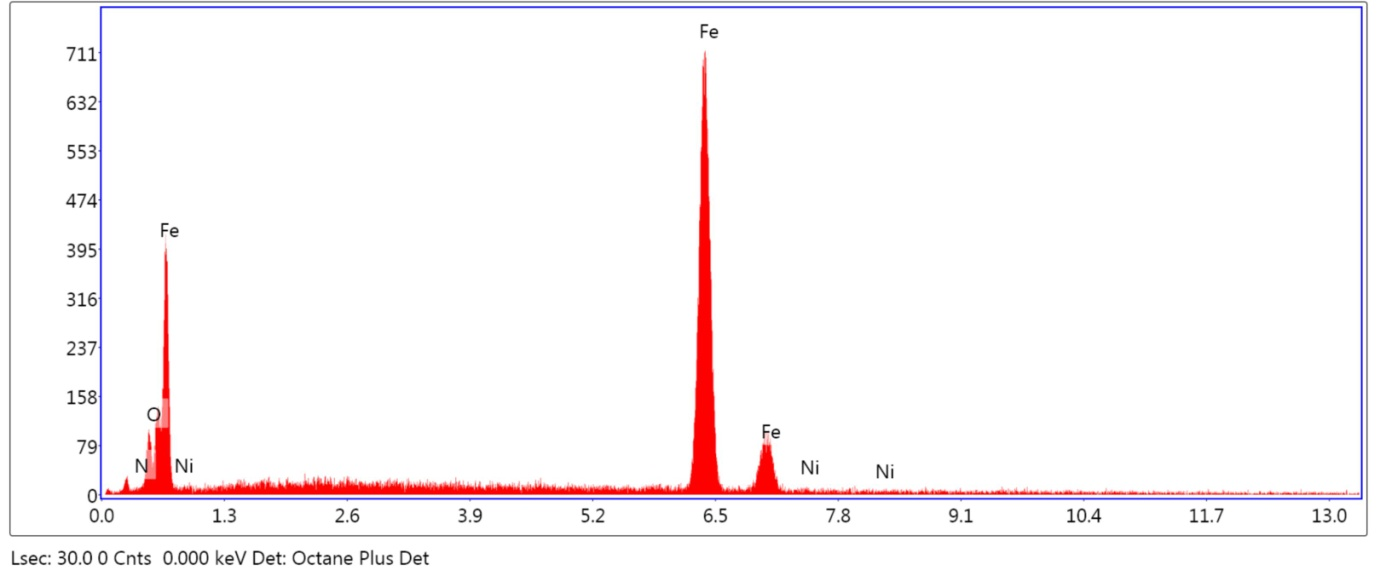 Fe
711
632
553
474
395
Fe
316
237
158
O
79
Fe
N
Ni
Ni
Ni
0
0.0 1.3 2.6 3.9 5.2 6.5 7.8 9.1 10.4 11.7 13.0
Lsec: 30.0 0 Cnts 0.000 keV Det: Octane Plus Det